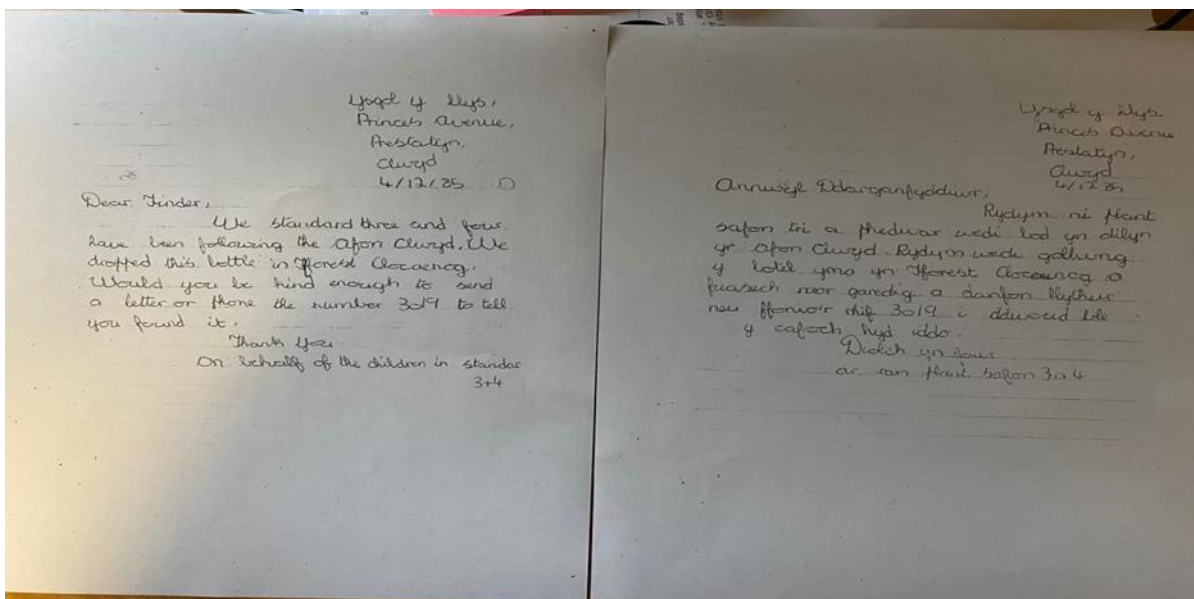 Ysgol y Llys,
Princes Avenue,
Prestatyn,
Clwyd
4/12/85
Dear Finder,
We standard three and four
have been following the Afon Clwyd. We
dropped this bottle in Fforest Clocaenog.
Would you be kind enough to send
a letter or phone the number 3019 to tell
you found it.
Thank you
On behalf of the children in standar
3+4
Ysgol y Llys.
Princes Avenue
Prestatyn,
Clwyd
4/12 85
Annwyl Ddarganfyddiwr,
Rydym ni plant
safon tri a phedwar wedi bod yn dilyn
yr Afon Clwyd. Rydym wedi gollwng
y botel yma yn Fforest Clocaenog a
fuasech mor garedig a danfon llythur
neu ffonio'r rhif 3019 i ddweud ble
y cafoch hyd iddo.
Diolch yn fawr
ar ran plant Safon 3 a 4